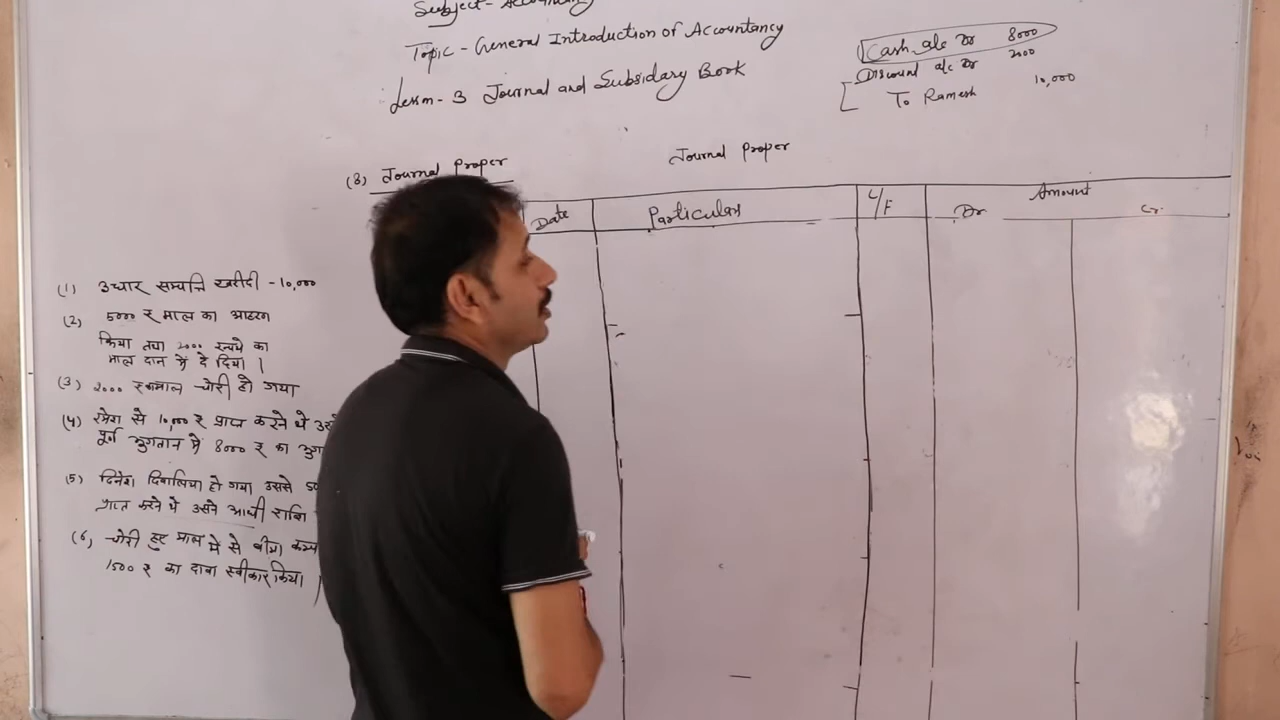 Subject - Accountancy
Topic - General Introduction of Accountancy
Lesson - 3 Journal and Subsidary Book
Cash a/c Dr 8000
Discount a/c Dr 2000
To Ramesh 10,000
(8) Journal Proper
Journal Proper
Date Particulars L/F Amount
Dr Cr.
(1) उधार सम्पत्ति खरीदी - 10,000
(2) 5000 ₹ माल का आहरण
किया तथा 2000 रूपये का
माल दान में दे दिया ।
(3) 2000 रू माल चोरी हो गया
(4) रमेश से 10,000 ₹ प्राप्त करने थे
पूर्ण भुगतान में 8000 ₹ का
(5) दिनेश दिवालिया हो गया उससे
प्राप्त करने थे उसने आधी राशि
(6) चोरी हुए माल में से बीमा
1500 ₹ का दावा स्वीकार किया ।